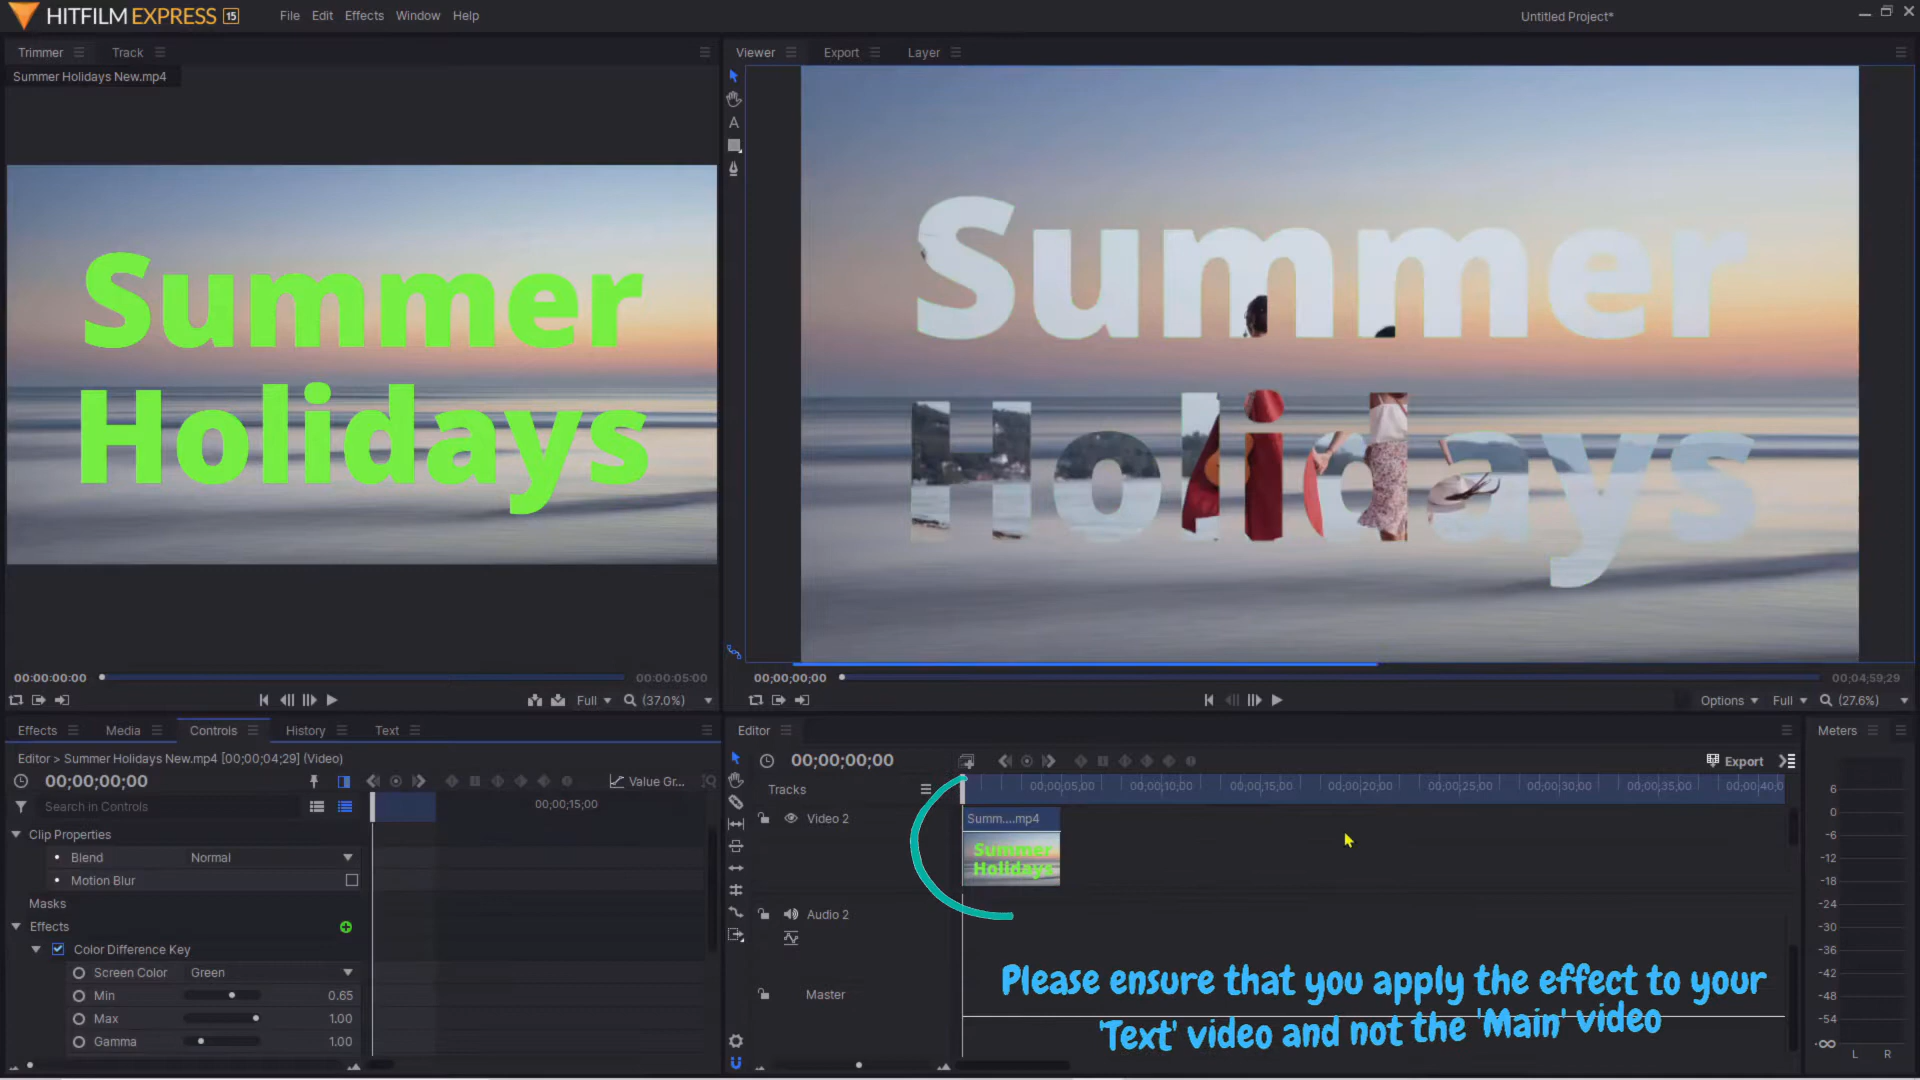 HITFILM EXPRESS 15
File Edit Effects Window Help
Untitled Project*
Trimmer Track
Viewer Export Layer
Summer Holidays New.mp4
Summer
Holidays
Summer
Holidays
00:00:00:00 00:00:05:00
00;00;00;00 00;04;59;29
Full (37.0%)
Options Full (27.6%)
Effects Media Controls History Text
Editor
Meters
Editor > Summer Holidays New.mp4 [00;00;04;29] (Video)
00;00;00;00
Value Gr...
00;00;00;00
Export
Search in Controls
00;00;15;00
Tracks
00;00;05;00 00;00;10;00 00;00;15;00 00;00;20;00 00;00;25;00 00;00;30;00 00;00;35;00 00;00;40;0
Clip Properties
Blend Normal
Motion Blur
Masks
Effects
Color Difference Key
Screen Color Green
Min 0.65
Max 1.00
Gamma 1.00
Video 2
Summ....mp4
Summer
Holidays
Audio 2
Master
Please ensure that you apply the effect to your
'Text' video and not the 'Main' video
6
0
-6
-12
-18
-24
-30
-36
-42
-48
-54
-∞
L R